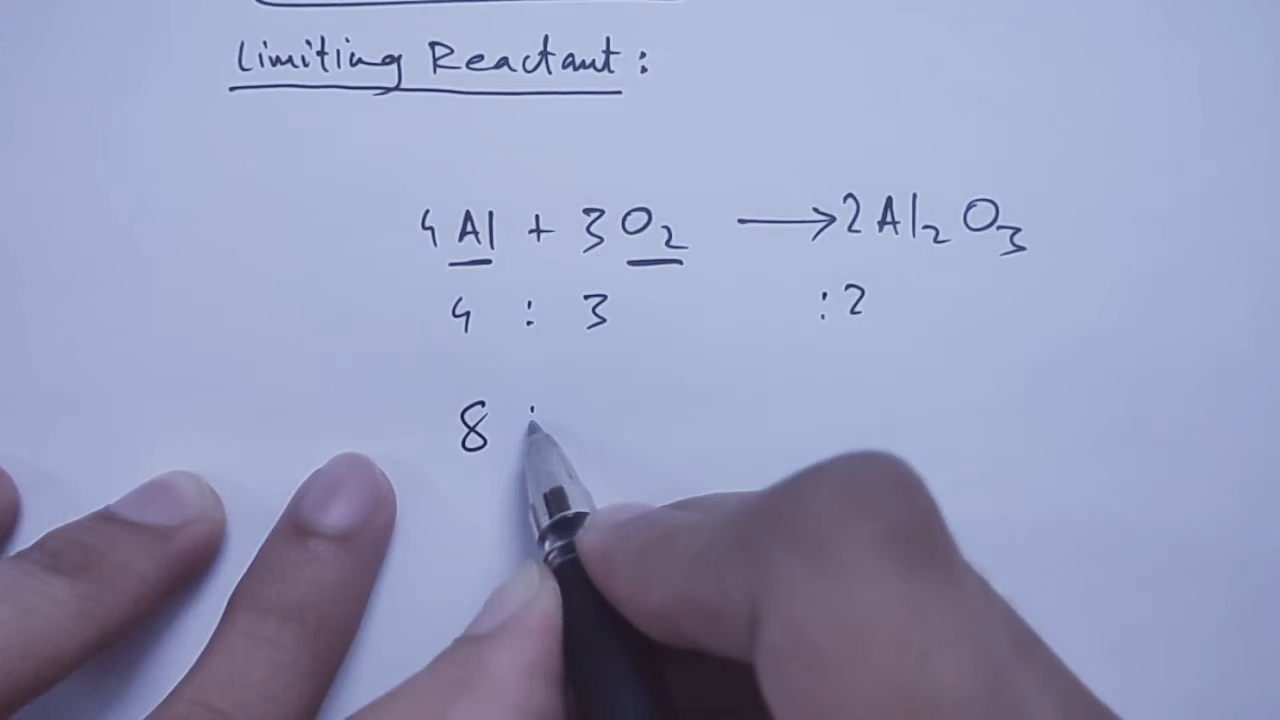 Limiting Reactant:
4Al + 3O₂ ⟶ 2Al₂O₃
4 : 3 : 2
8 :